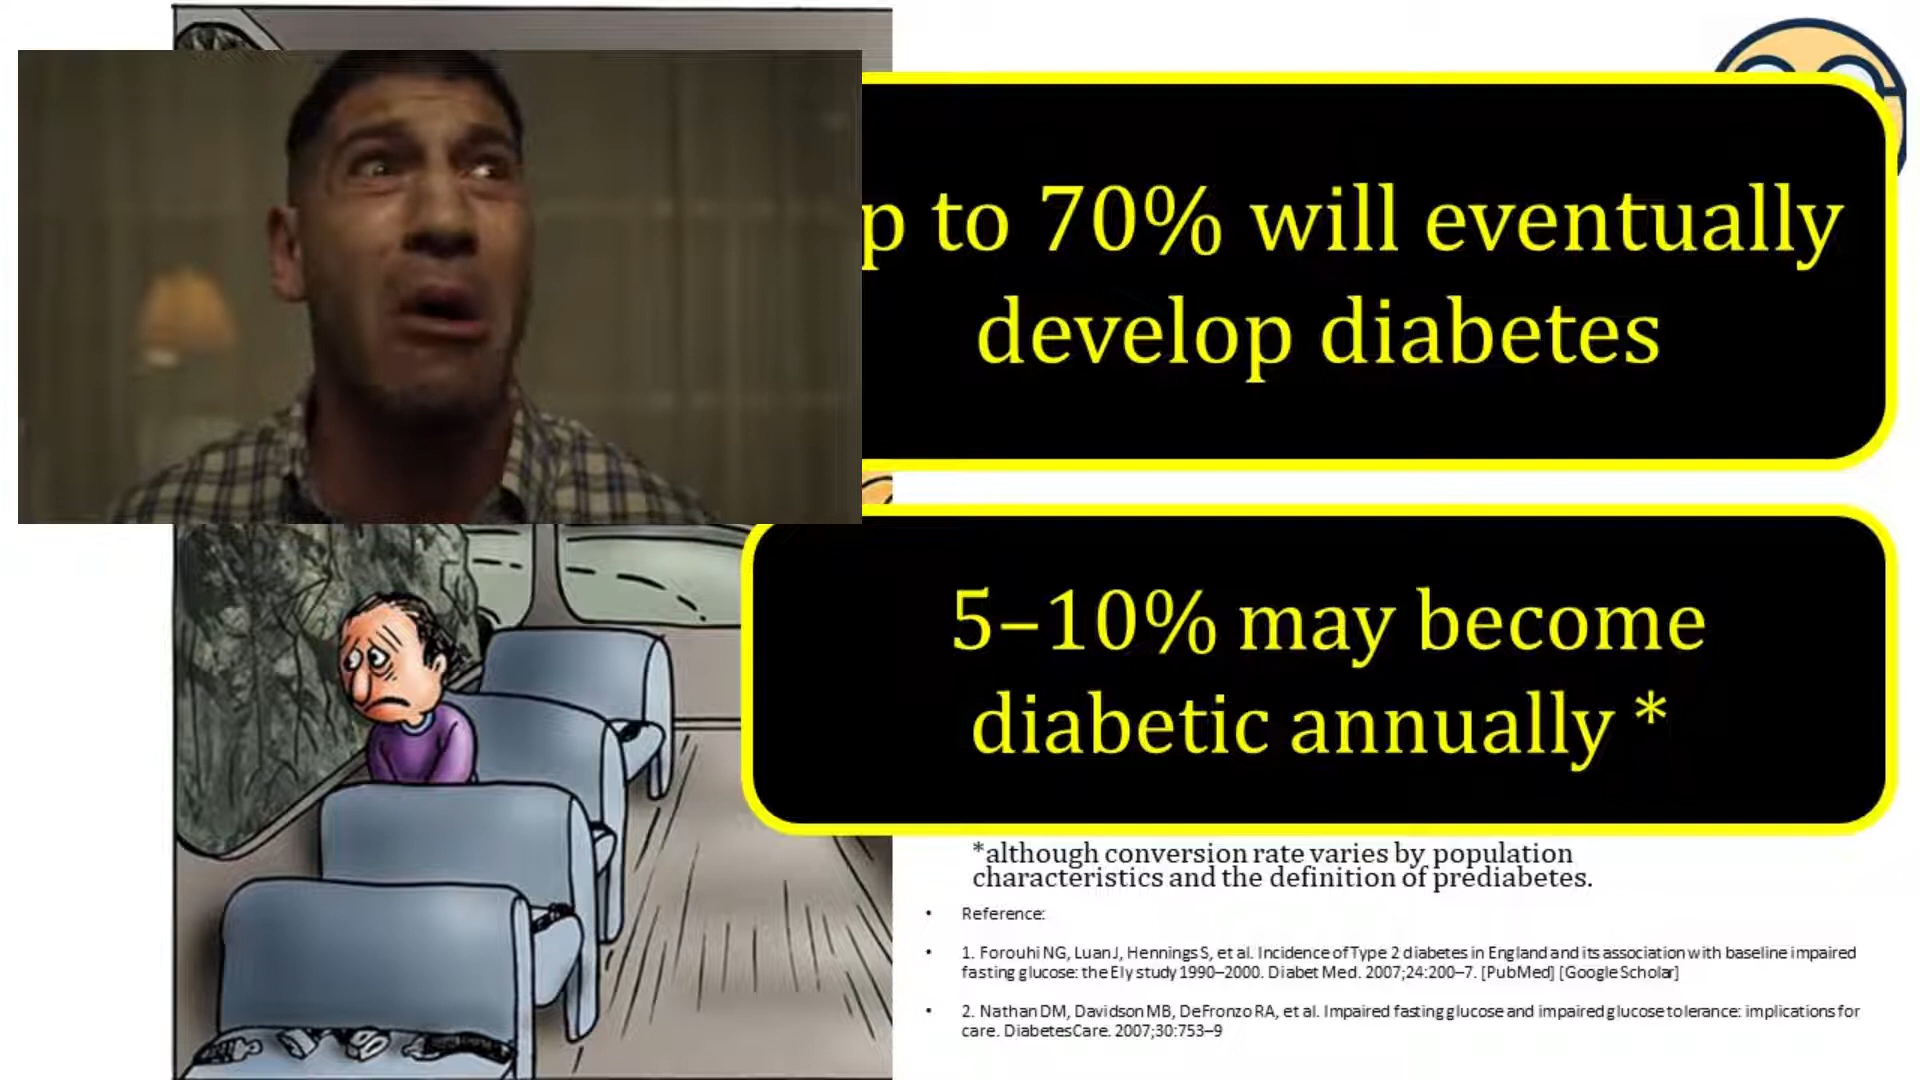 p to 70% will eventually
develop diabetes
5–10% may become
diabetic annually *
*although conversion rate varies by population
characteristics and the definition of prediabetes.
• Reference:
• 1. Forouhi NG, Luan J, Hennings S, et al. Incidence of Type 2 diabetes in England and its association with baseline impaired
fasting glucose: the Ely study 1990–2000. Diabet Med. 2007;24:200–7. [PubMed] [Google Scholar]
• 2. Nathan DM, Davidson MB, DeFronzo RA, et al. Impaired fasting glucose and impaired glucose tolerance: implications for
care. Diabetes Care. 2007;30:753–9